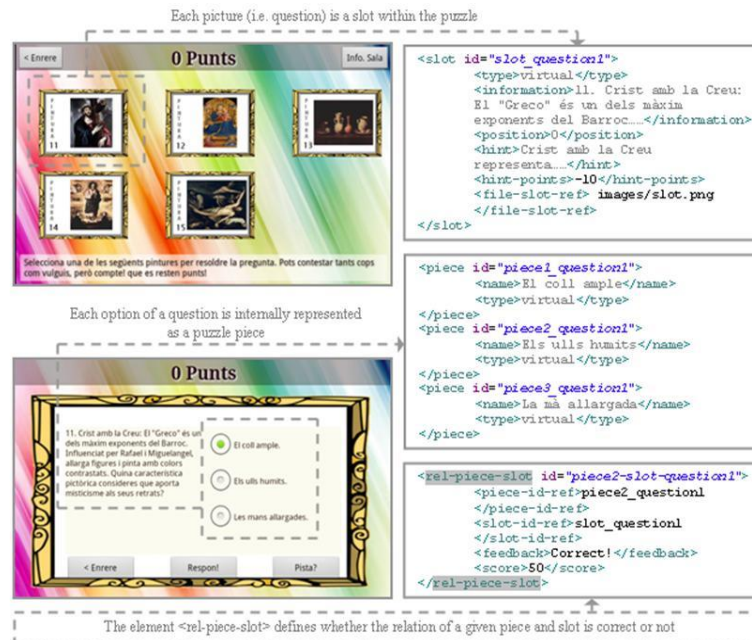 Each picture (i.e. question) is a slot within the puzzle
< Enrere
0 Punts
Info. Sala
PINTURA
11
PINTURA
12
PINTURA
13
PINTURA
14
PINTURA
15
Selecciona una de les següents pintures per resoldre la pregunta. Pots contestar tants cops
com vulguis, però compte! que es resten punts!
<slot id="slot_question1">
<type>virtual</type>
<information>11. Crist amb la Creu:
El "Greco" és un dels màxim
exponents del Barroc……</information>
<position>0</position>
<hint>Crist amb la Creu
representa……</hint>
<hint-points>-10</hint-points>
<file-slot-ref> images/slot.png
</file-slot-ref>
</slot>
Each option of a question is internally represented
as a puzzle piece
<piece id="piece1_question1">
<name>El coll ample</name>
<type>virtual</type>
</piece>
<piece id="piece2_question1">
<name>Els ulls humits</name>
<type>virtual</type>
</piece>
<piece id="piece3_question1">
<name>La mà allargada</name>
<type>virtual</type>
</piece>
0 Punts
11. Crist amb la Creu: El "Greco" és un
dels màxim exponents del Barroc.
Influenciat per Rafael i Miguelangel,
allarga figures i pinta amb colors
contrastats. Quina característica
pictòrica consideres que aporta
misticisme als seus retrats?
El coll ample.
Els ulls humits.
Les mans allargades.
< Enrere
Respon!
Pista?
<rel-piece-slot id="piece2-slot-question1">
<piece-id-ref>piece2_question1
</piece-id-ref>
<slot-id-ref>slot_question1
</slot-id-ref>
<feedback>Correct!</feedback>
<score>50</score>
</rel-piece-slot>
The element <rel-piece-slot> defines whether the relation of a given piece and slot is correct or not